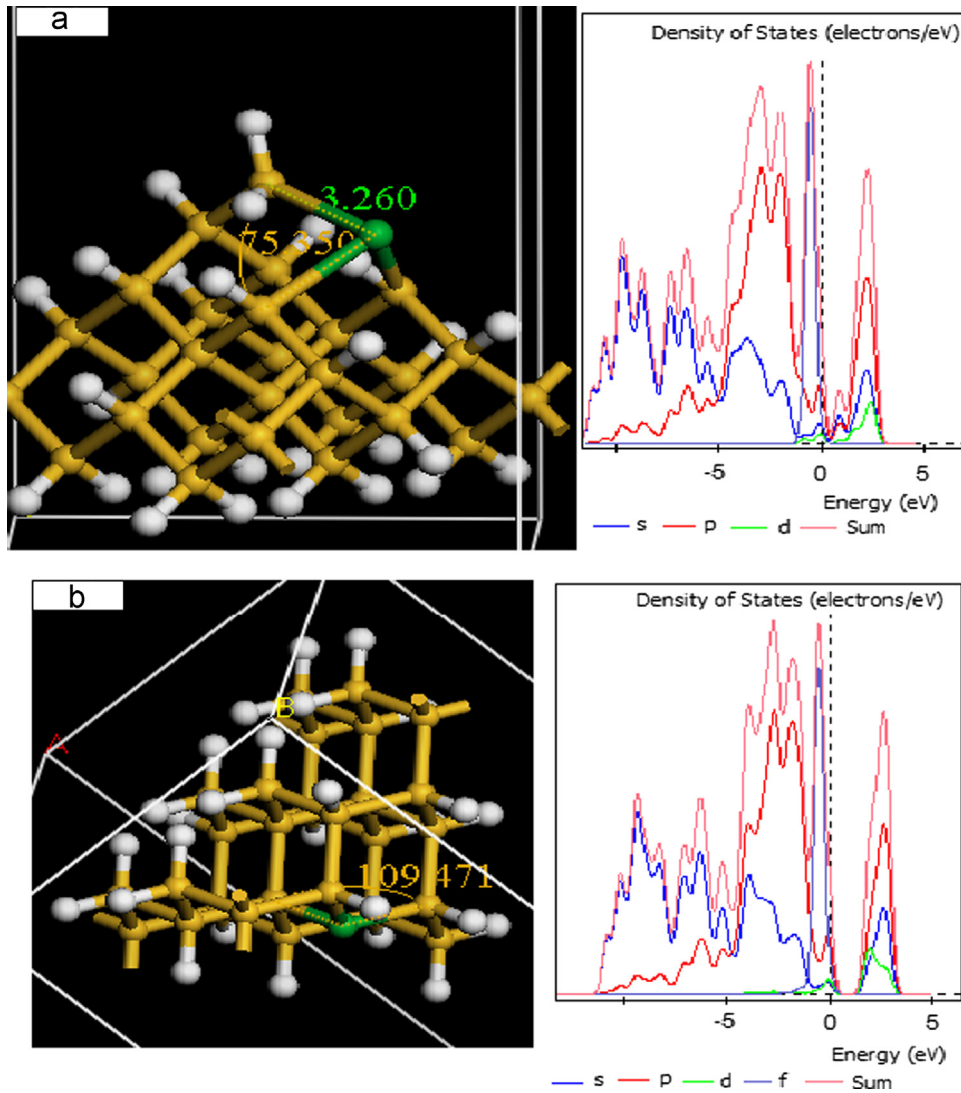 a
3.260
75.350
Density of States (electrons/eV)
-5 0 5
Energy (eV)
s p d Sum
b
A
B
109.471
Density of States (electrons/eV)
-5 0 5
Energy (eV)
s p d f Sum